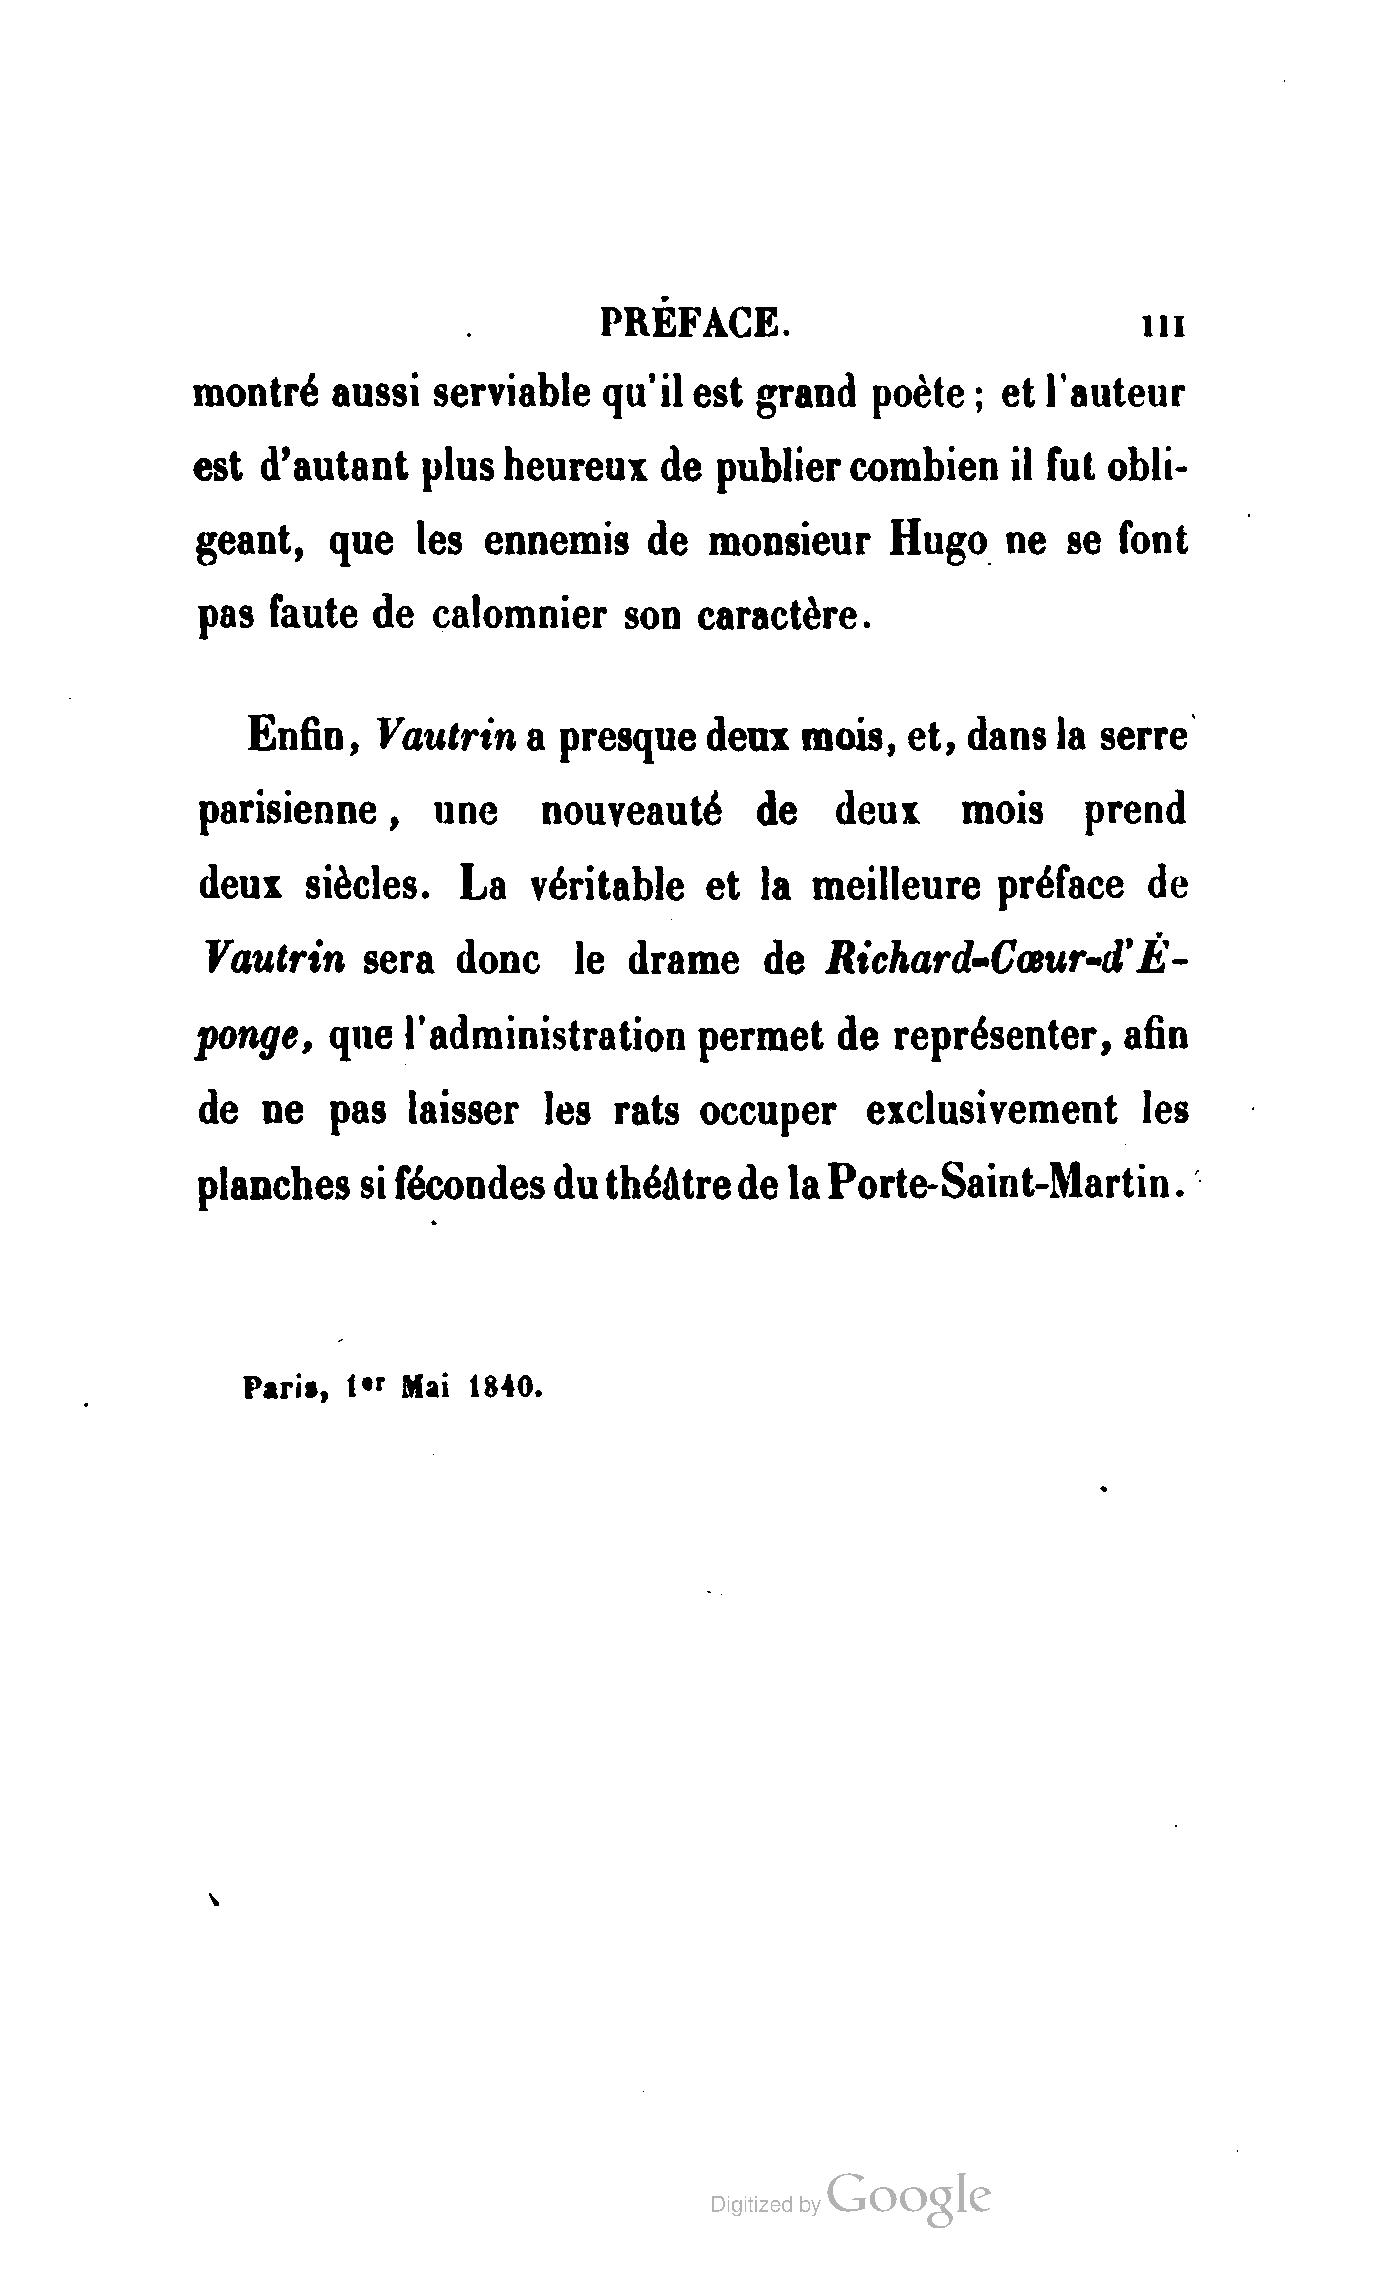 PRÉFACE. III
montré aussi serviable qu'il est grand poète ; et l'auteur
est d'autant plus heureux de publier combien il fut obli-
geant, que les ennemis de monsieur Hugo ne se font
pas faute de calomnier son caractère.
Enfin, Vautrin a presque deux mois, et, dans la serre
parisienne, une nouveauté de deux mois prend
deux siècles. La véritable et la meilleure préface de
Vautrin sera donc le drame de Richard-Cœur-d'É-
ponge, que l'administration permet de représenter, afin
de ne pas laisser les rats occuper exclusivement les
planches si fécondes du théâtre de la Porte-Saint-Martin.
Paris, 1er Mai 1840.
Digitized by Google